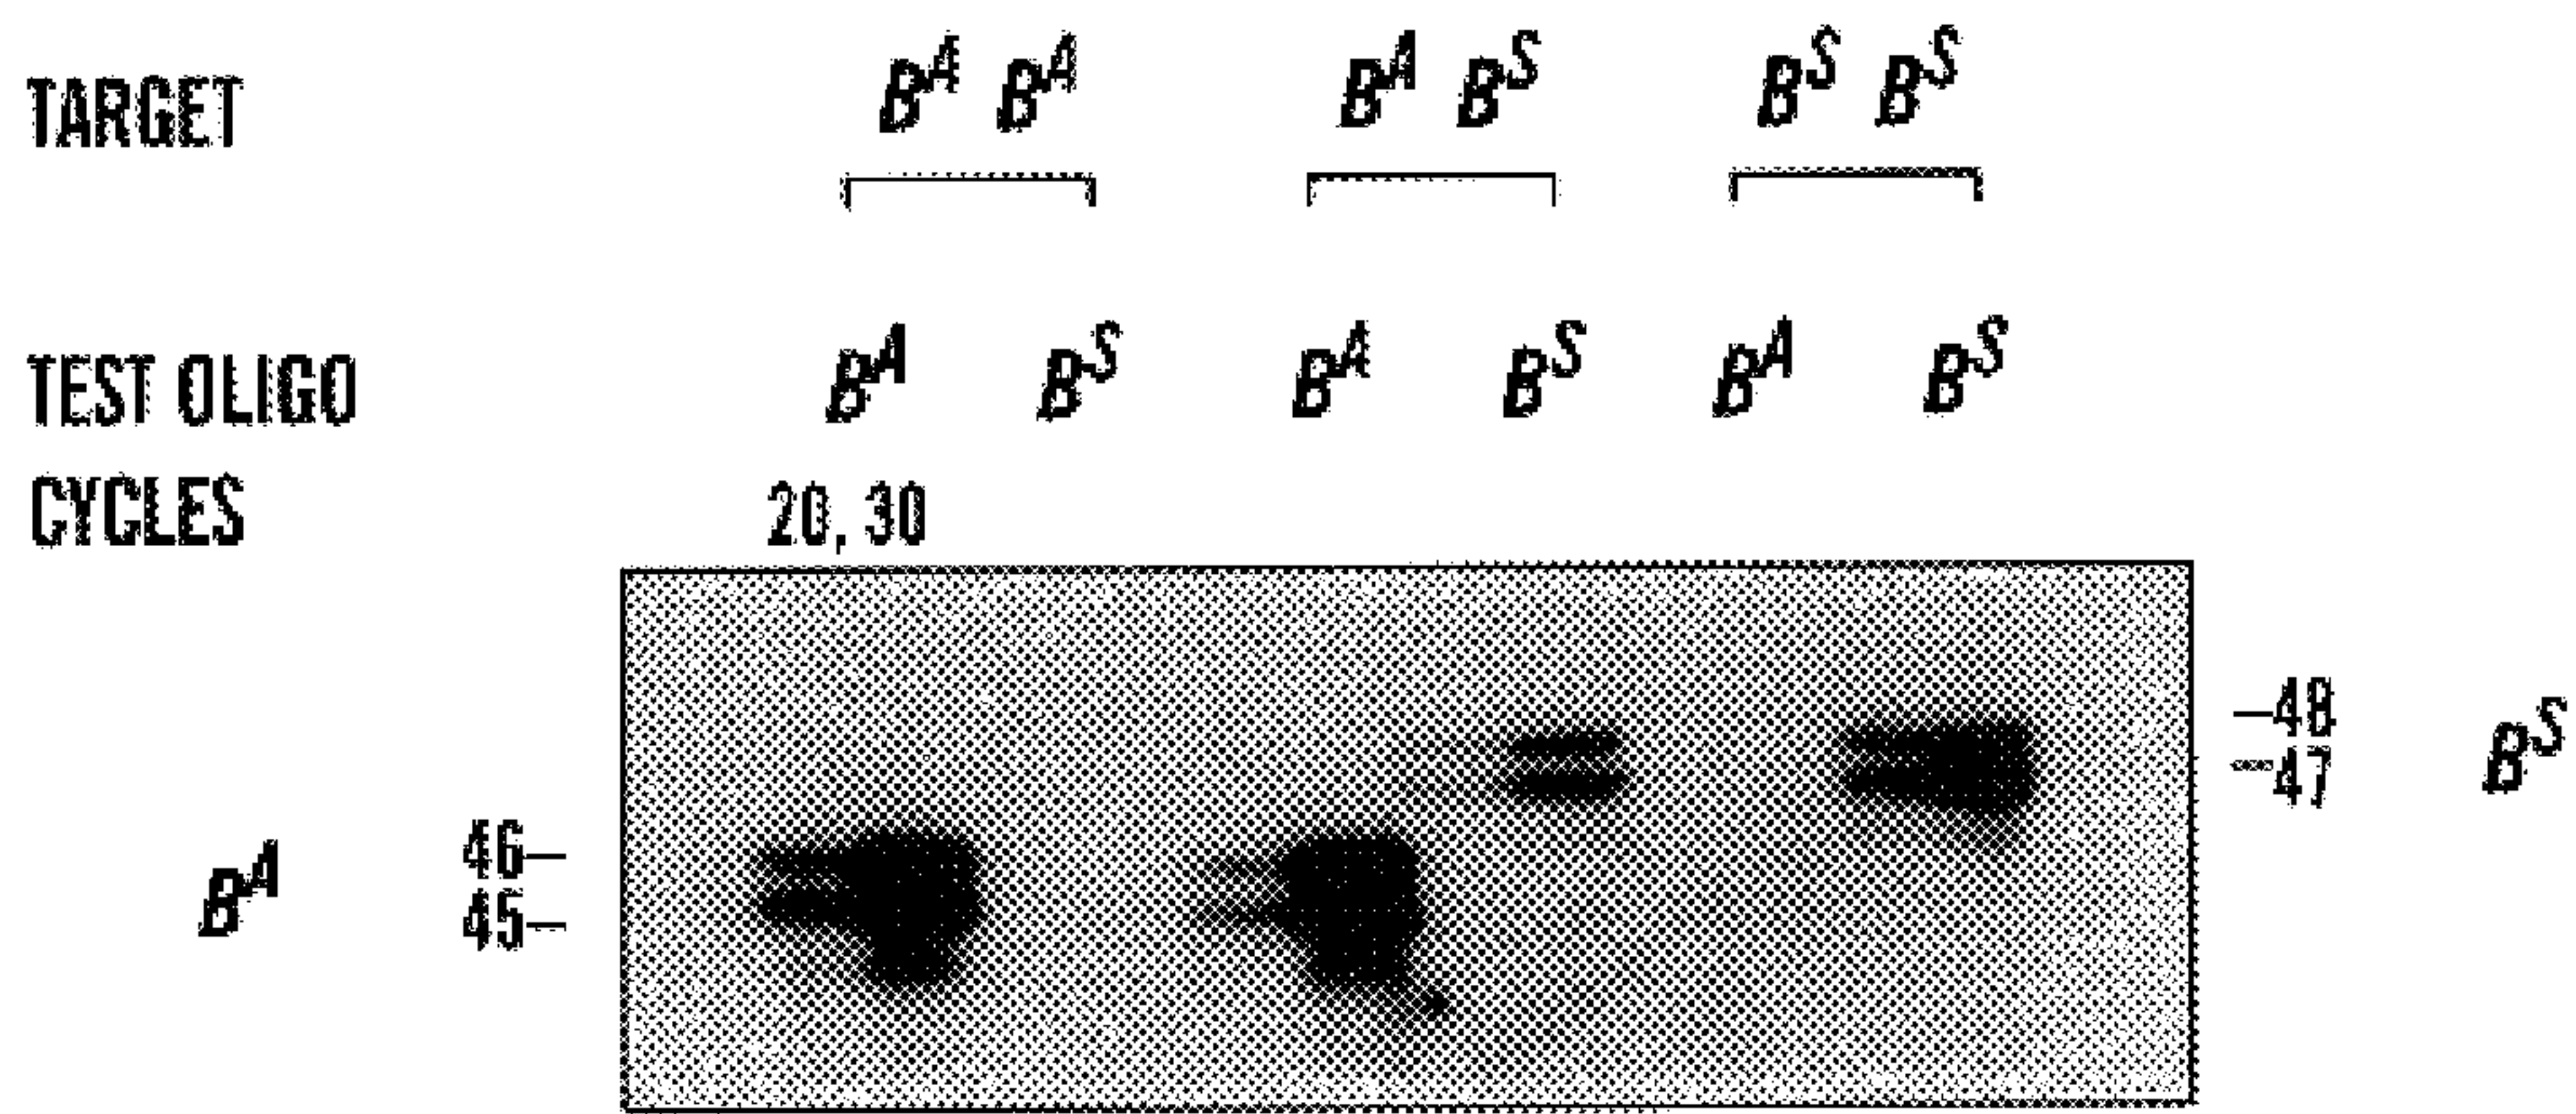 TARGET B^A B^A B^A B^S B^S B^S
TEST OLIGO B^A B^S B^A B^S B^A B^S
CYCLES 20, 30
48
47 B^S
46
B^A 45